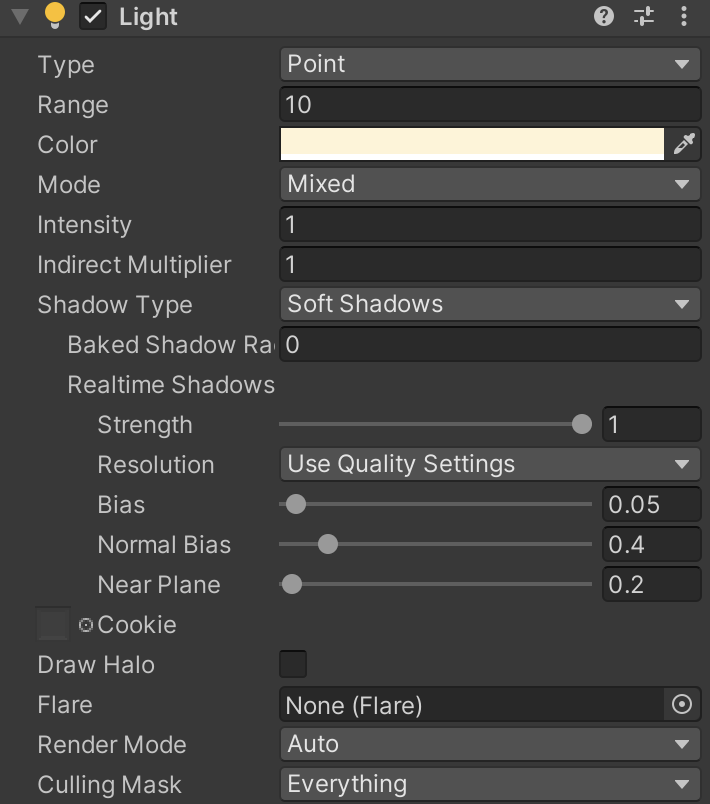 Light
Type Point
Range 10
Color
Mode Mixed
Intensity 1
Indirect Multiplier 1
Shadow Type Soft Shadows
Baked Shadow Ra 0
Realtime Shadows
Strength 1
Resolution Use Quality Settings
Bias 0.05
Normal Bias 0.4
Near Plane 0.2
Cookie
Draw Halo
Flare None (Flare)
Render Mode Auto
Culling Mask Everything